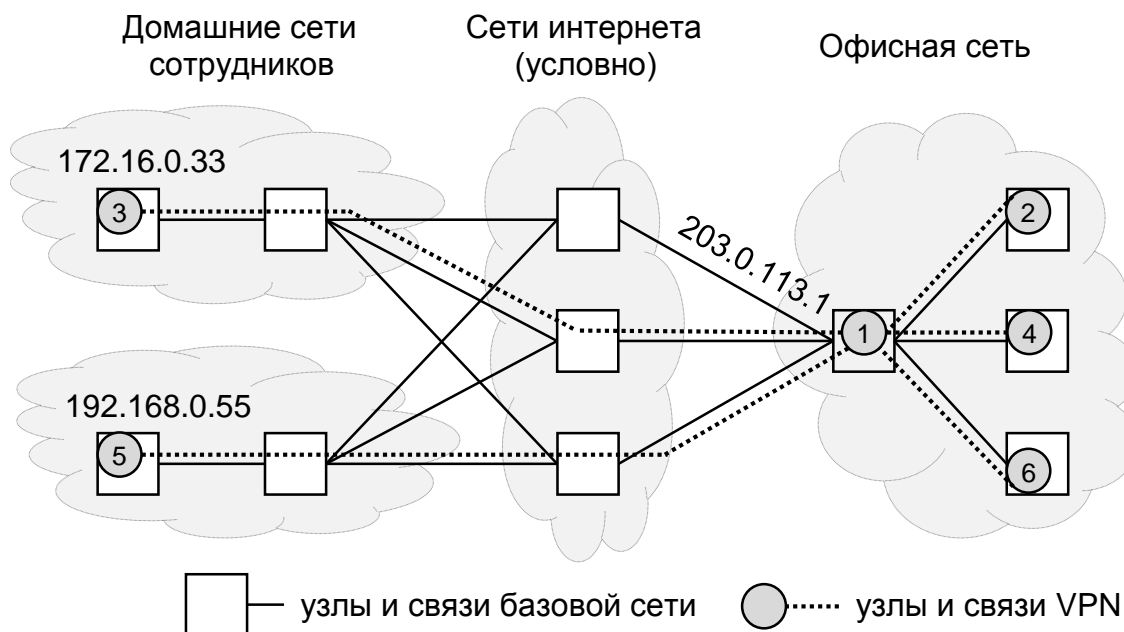 Домашние сети
сотрудников
Сети интернета
(условно)
Офисная сеть
172.16.0.33
3
203.0.113.1
2
1
4
192.168.0.55
5
6
узлы и связи базовой сети
узлы и связи VPN